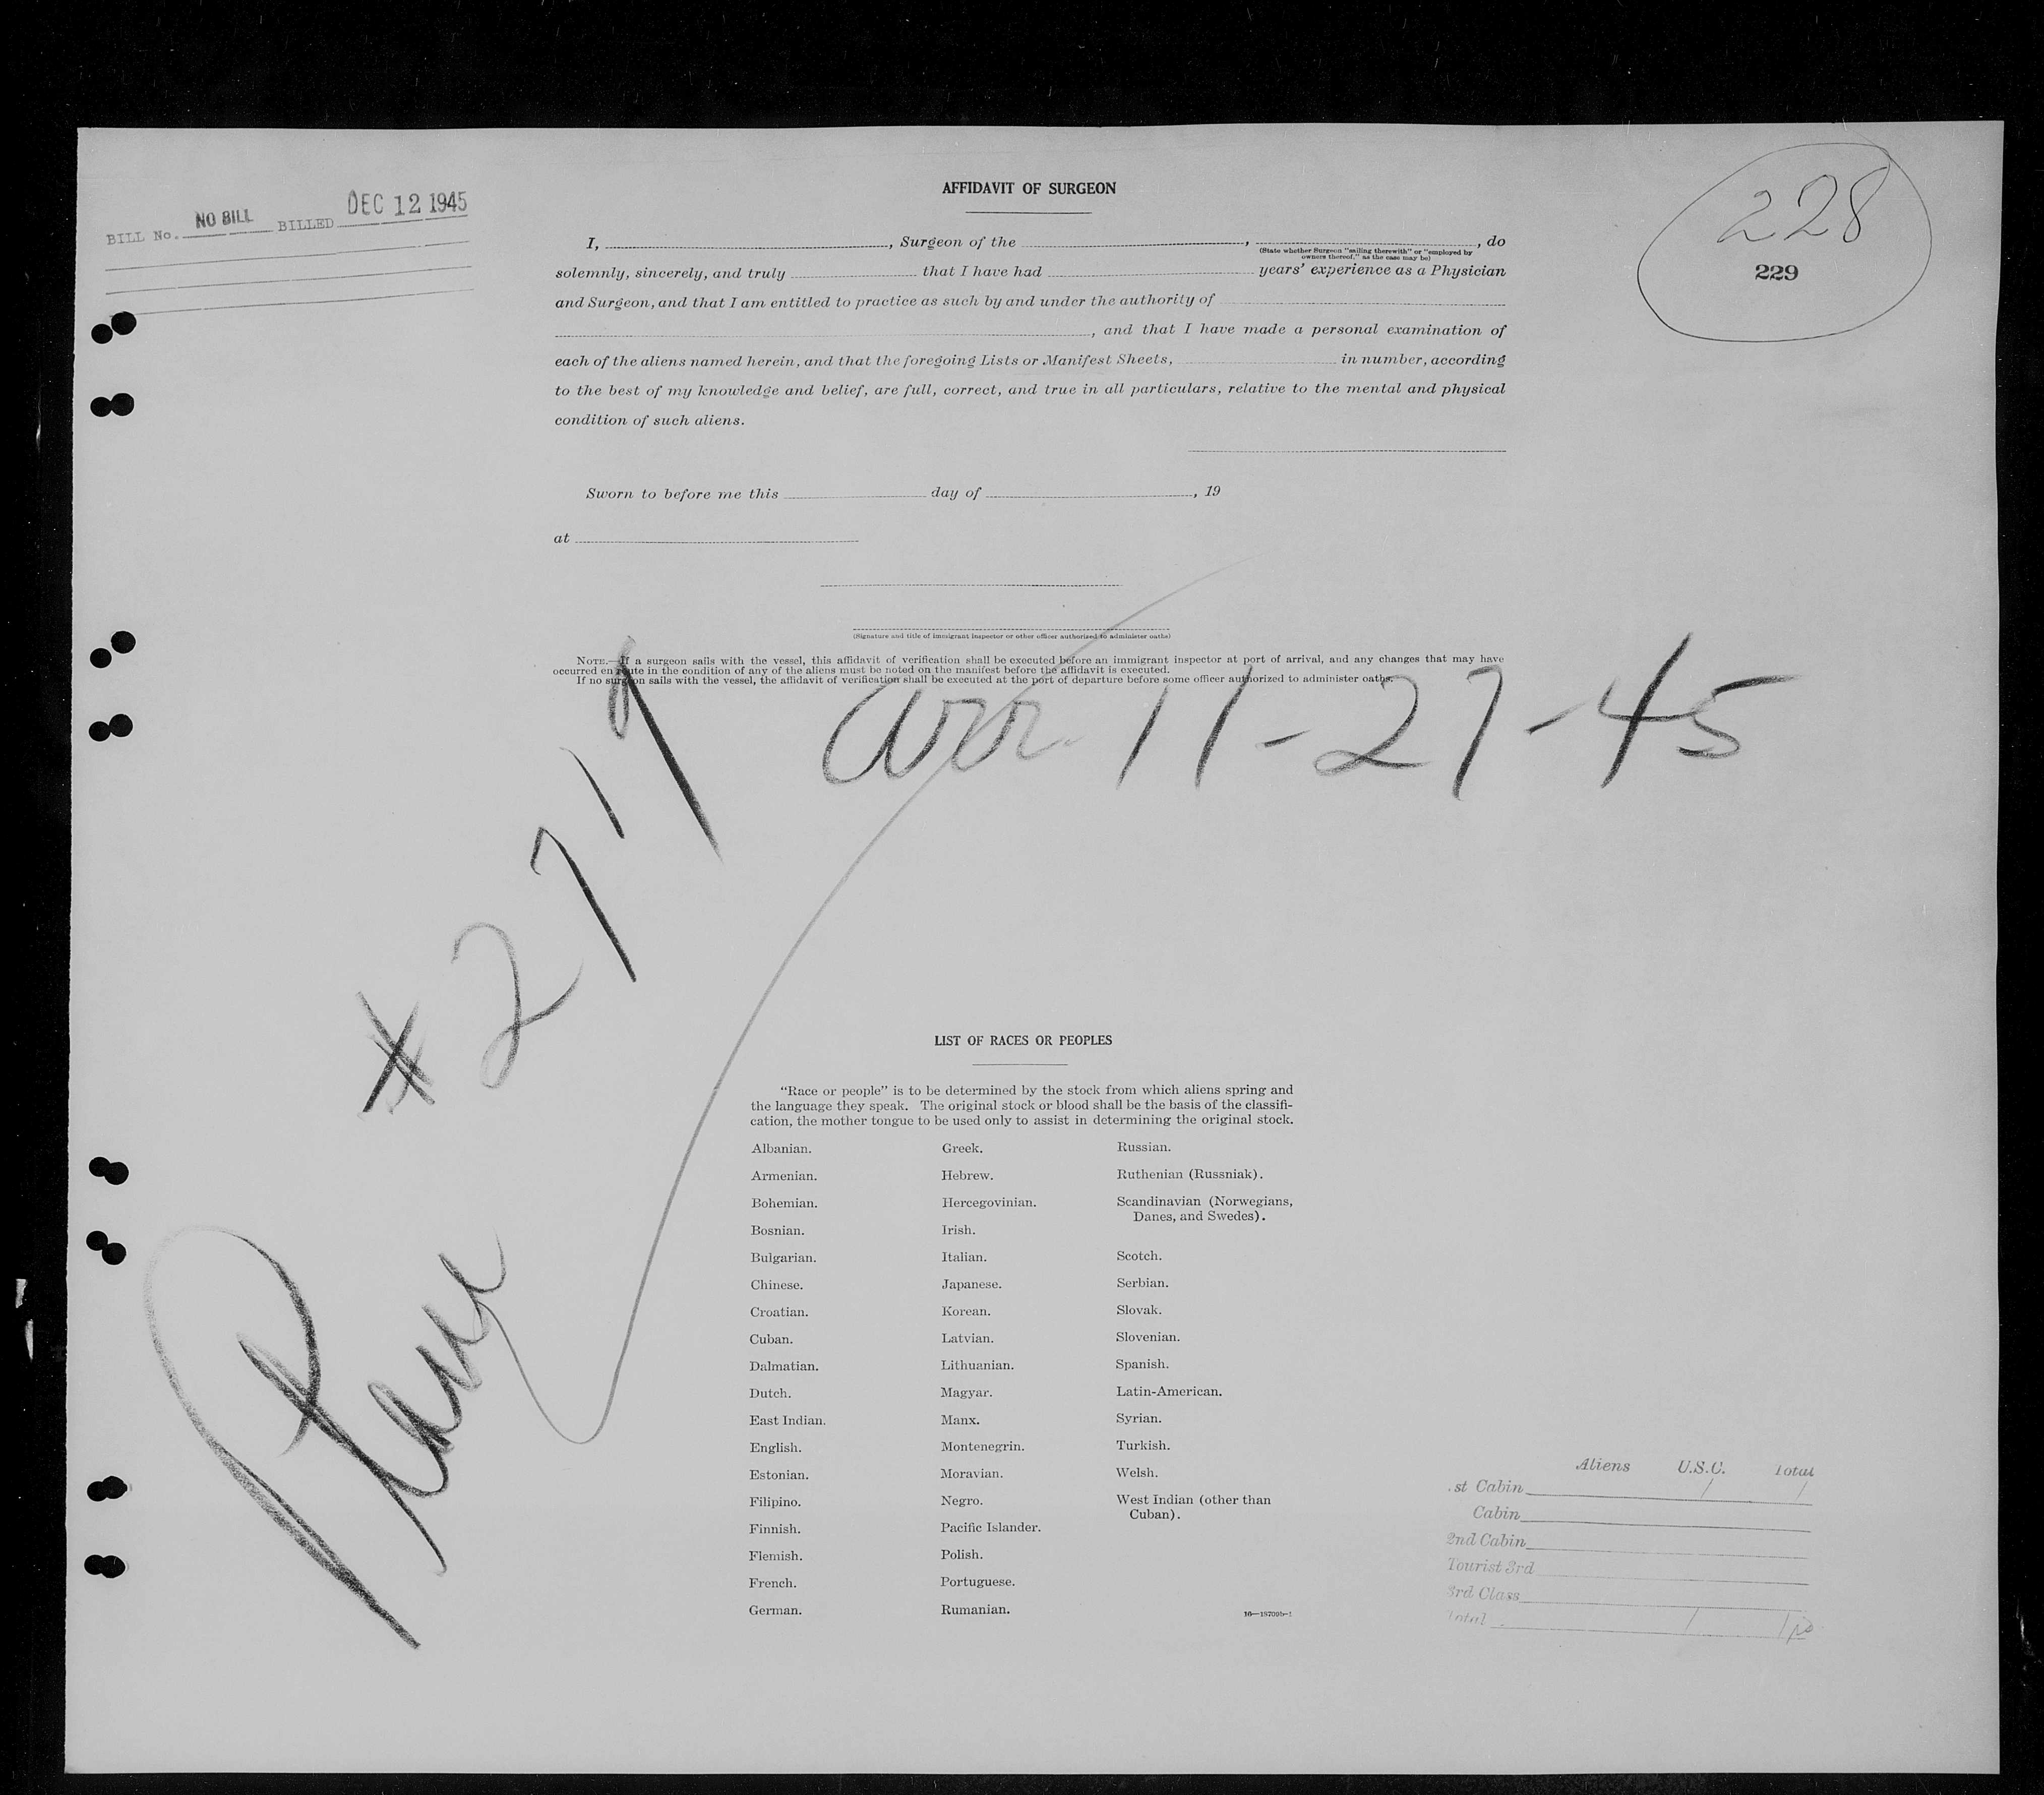 BILL No. NO BILL BILLED DEC 12 1945
228
229
AFFIDAVIT OF SURGEON
I, , Surgeon of the , , do
(State whether Surgeon "sailing therewith" or "employed by
owners thereof," as the case may be)
solemnly, sincerely, and truly that I have had years' experience as a Physician
and Surgeon, and that I am entitled to practice as such by and under the authority of
, and that I have made a personal examination of
each of the aliens named herein, and that the foregoing Lists or Manifest Sheets, in number, according
to the best of my knowledge and belief, are full, correct, and true in all particulars, relative to the mental and physical
condition of such aliens.
Sworn to before me this day of , 19
at
(Signature and title of immigrant inspector or other officer authorized to administer oaths)
NOTE.—If a surgeon sails with the vessel, this affidavit of verification shall be executed before an immigrant inspector at port of arrival, and any changes that may have
occurred en route in the condition of any of the aliens must be noted on the manifest before the affidavit is executed.
If no surgeon sails with the vessel, the affidavit of verification shall be executed at the port of departure before some officer authorized to administer oaths.
arr. 11-27-45
Plane #2719
LIST OF RACES OR PEOPLES
"Race or people" is to be determined by the stock from which aliens spring and
the language they speak. The original stock or blood shall be the basis of the classifi-
cation, the mother tongue to be used only to assist in determining the original stock.
Albanian. Greek. Russian.
Armenian. Hebrew. Ruthenian (Russniak).
Bohemian. Hercegovinian. Scandinavian (Norwegians,
Danes, and Swedes).
Bosnian. Irish.
Bulgarian. Italian. Scotch.
Chinese. Japanese. Serbian.
Croatian. Korean. Slovak.
Cuban. Latvian. Slovenian.
Dalmatian. Lithuanian. Spanish.
Dutch. Magyar. Latin-American.
East Indian. Manx. Syrian.
English. Montenegrin. Turkish.
Estonian. Moravian. Welsh.
Filipino. Negro. West Indian (other than
Cuban).
Finnish. Pacific Islander.
Flemish. Polish.
French. Portuguese.
German. Rumanian.
Aliens U.S.C. Total
st Cabin 1 1
Cabin
2nd Cabin
Tourist 3rd
3rd Class
Total 1 1